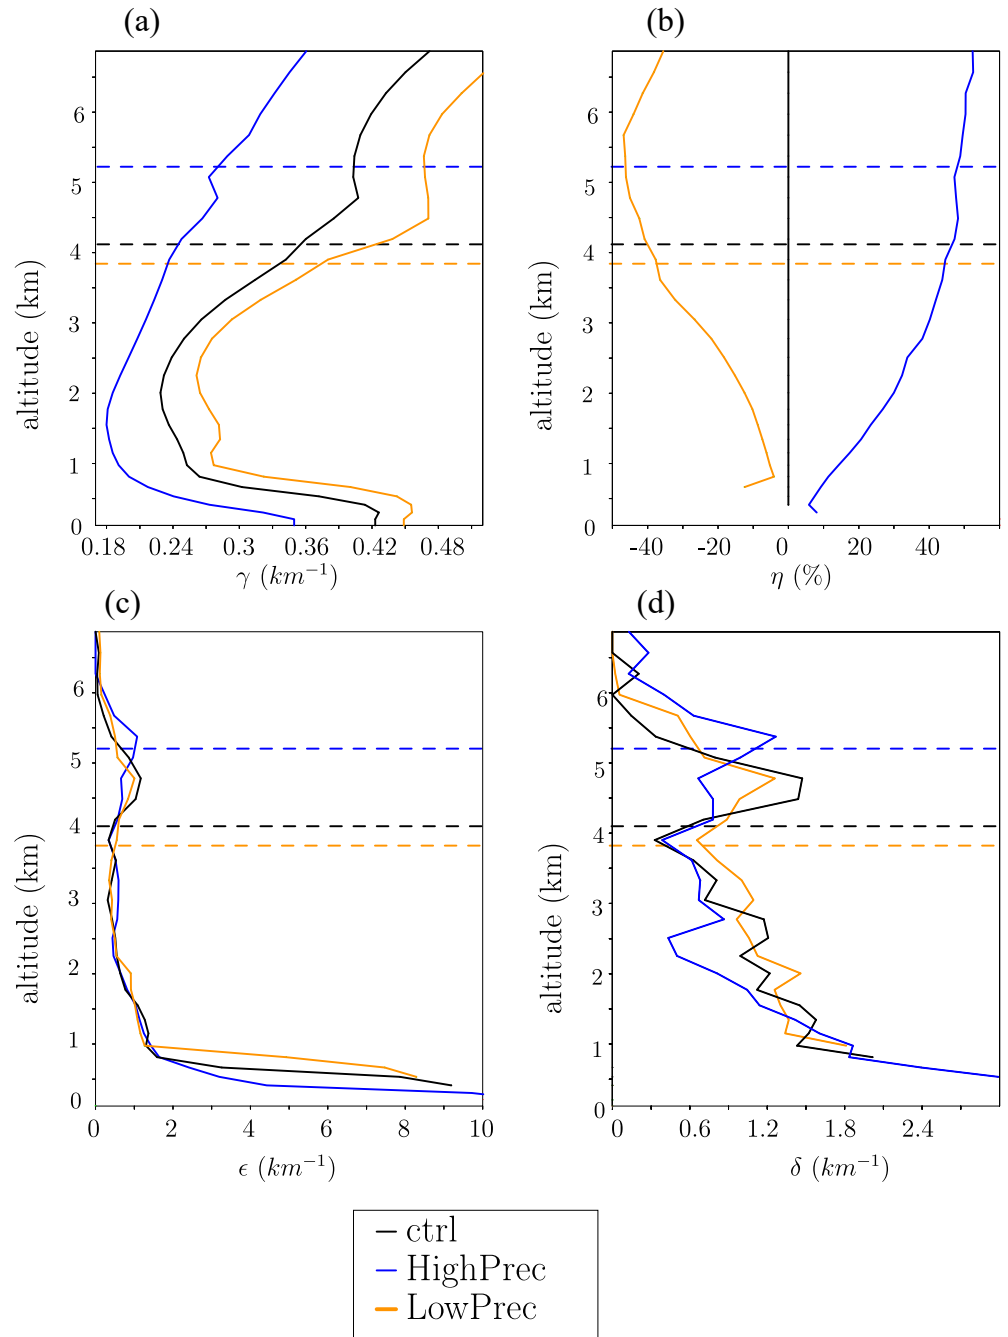 (a)
(b)
6
5
4
3
2
1
0
altitude (km)
0.18 0.24 0.3 0.36 0.42 0.48
γ (km⁻¹)
6
5
4
3
2
1
0
altitude (km)
-40 -20 0 20 40
η (%)
(c)
(d)
6
5
4
3
2
1
0
altitude (km)
0 2 4 6 8 10
ϵ (km⁻¹)
6
5
4
3
2
1
0
altitude (km)
0 0.6 1.2 1.8 2.4
δ (km⁻¹)
ctrl
HighPrec
LowPrec